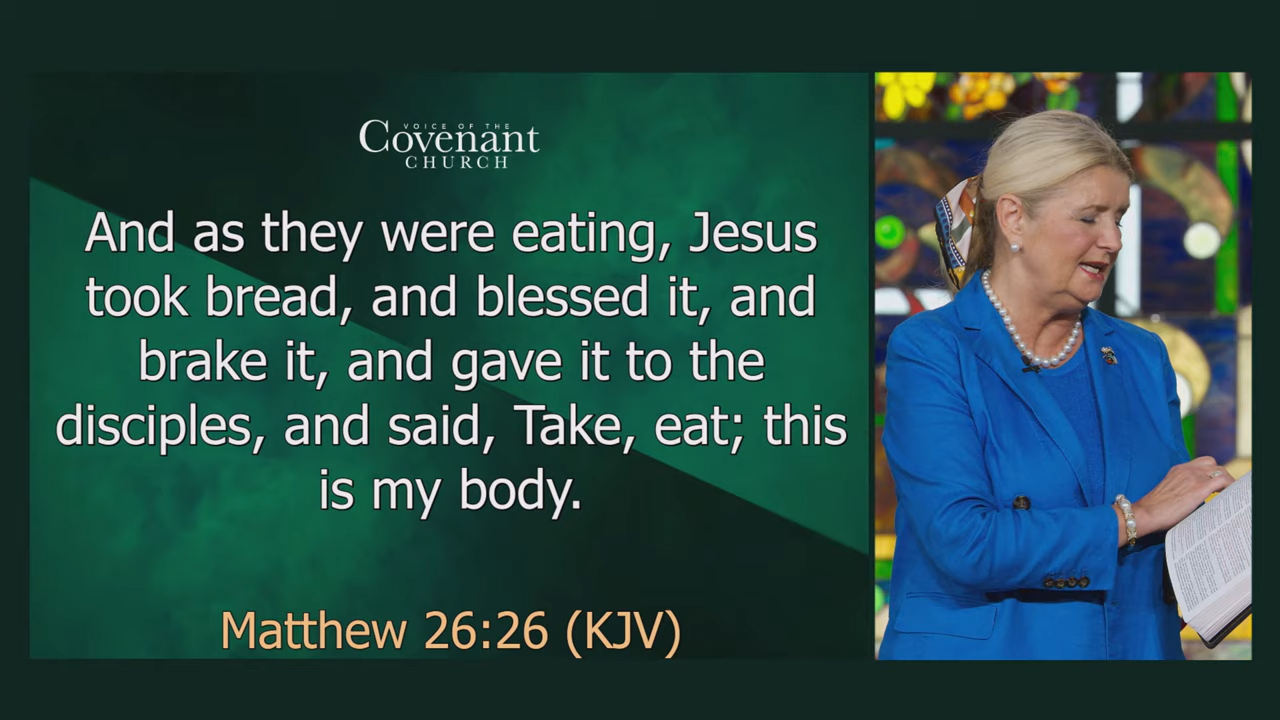 VOICE OF THE
Covenant
CHURCH
And as they were eating, Jesus
took bread, and blessed it, and
brake it, and gave it to the
disciples, and said, Take, eat; this
is my body.
Matthew 26:26 (KJV)